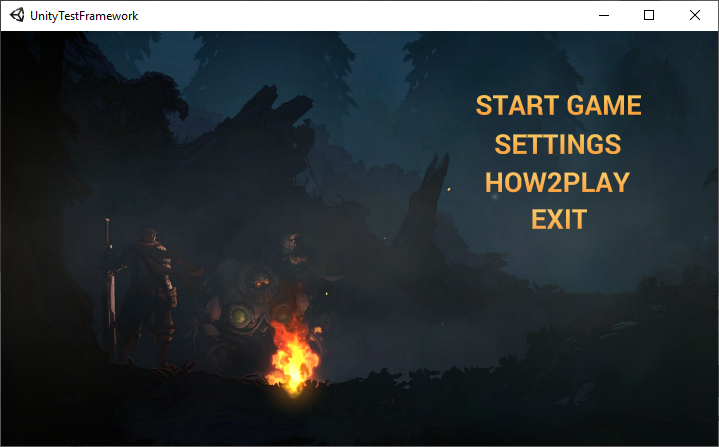 UnityTestFramework
START GAME
SETTINGS
HOW2PLAY
EXIT